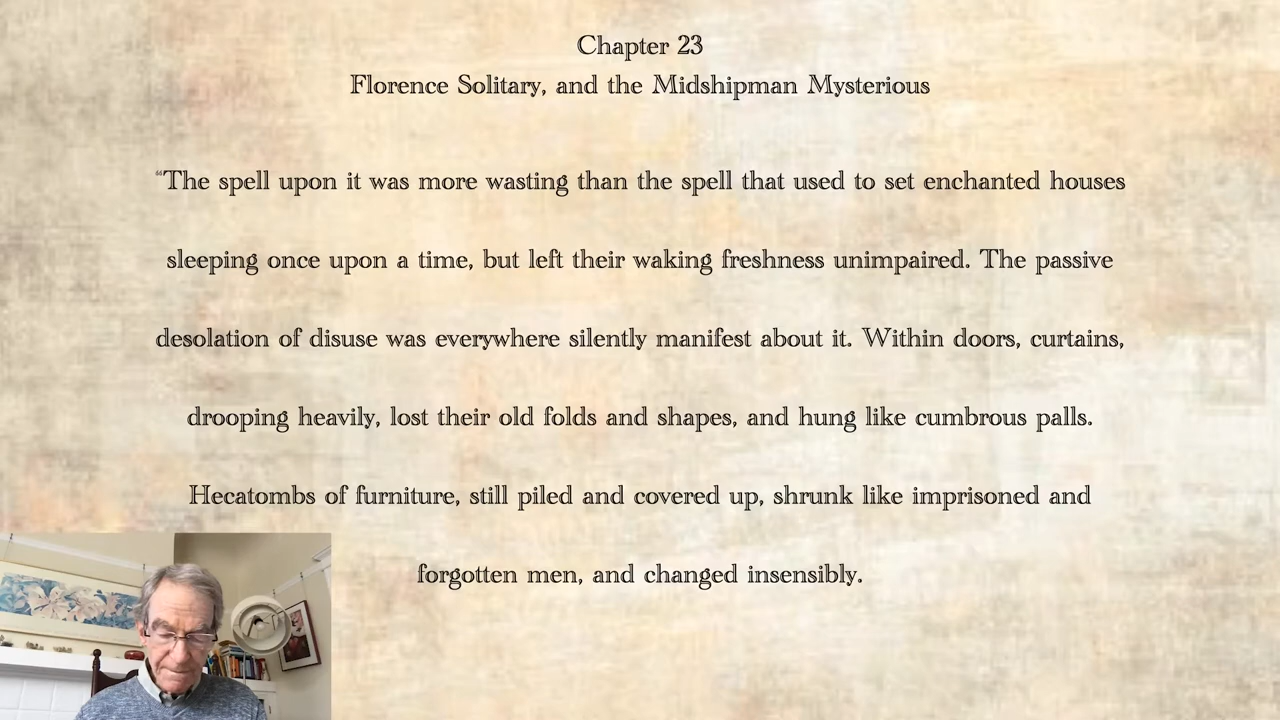 Chapter 23
Florence Solitary, and the Midshipman Mysterious
“The spell upon it was more wasting than the spell that used to set enchanted houses
sleeping once upon a time, but left their waking freshness unimpaired. The passive
desolation of disuse was everywhere silently manifest about it. Within doors, curtains,
drooping heavily, lost their old folds and shapes, and hung like cumbrous palls.
Hecatombs of furniture, still piled and covered up, shrunk like imprisoned and
forgotten men, and changed insensibly.